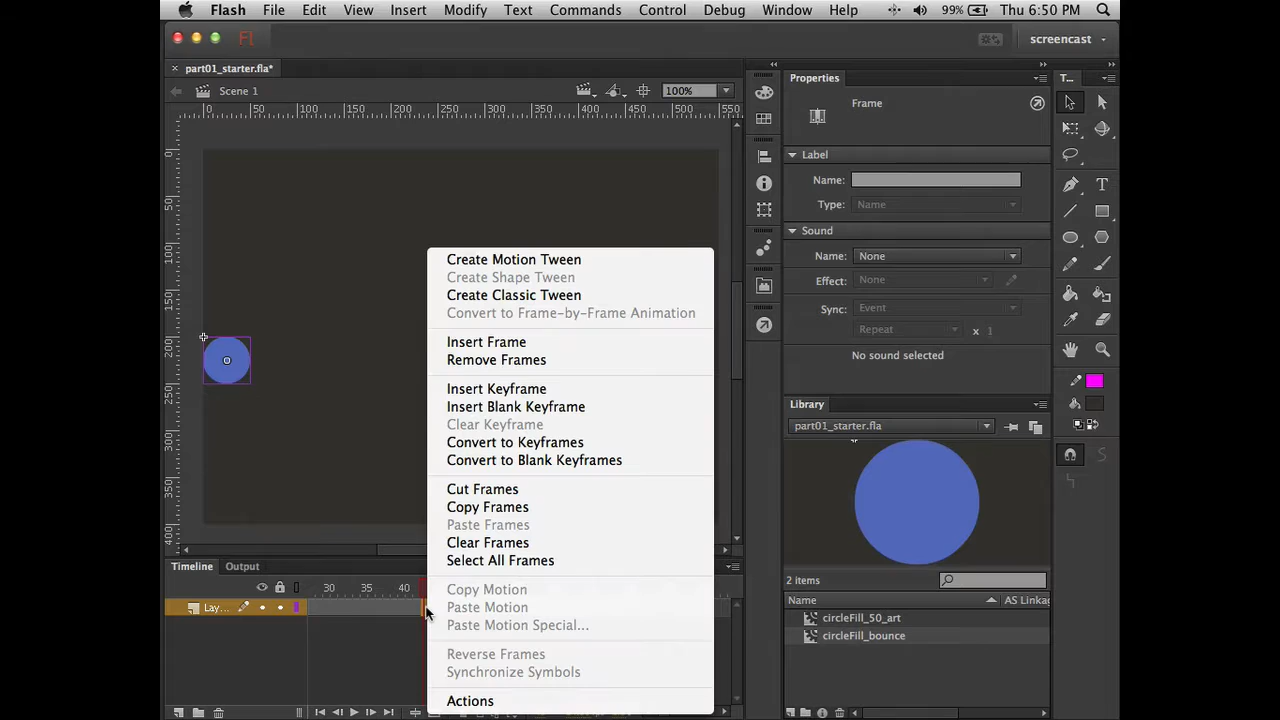 Flash File Edit View Insert Modify Text Commands Control Debug Window Help 99% Thu 6:50 PM
Fl screencast
× part01_starter.fla*
Scene 1 100%
0 50 100 150 200 250 300 350 400 450 500 550
0
50
100
150
200
250
300
350
400
Create Motion Tween
Create Shape Tween
Create Classic Tween
Convert to Frame-by-Frame Animation
Insert Frame
Remove Frames
Insert Keyframe
Insert Blank Keyframe
Clear Keyframe
Convert to Keyframes
Convert to Blank Keyframes
Cut Frames
Copy Frames
Paste Frames
Clear Frames
Select All Frames
Copy Motion
Paste Motion
Paste Motion Special...
Reverse Frames
Synchronize Symbols
Actions
Timeline Output
30 35 40
Lay...
Properties
Frame
Label
Name:
Type: Name
Sound
Name: None
Effect: None
Sync: Event
Repeat x 1
No sound selected
Library
part01_starter.fla
2 items
Name AS Linkag
circleFill_50_art
circleFill_bounce
T...